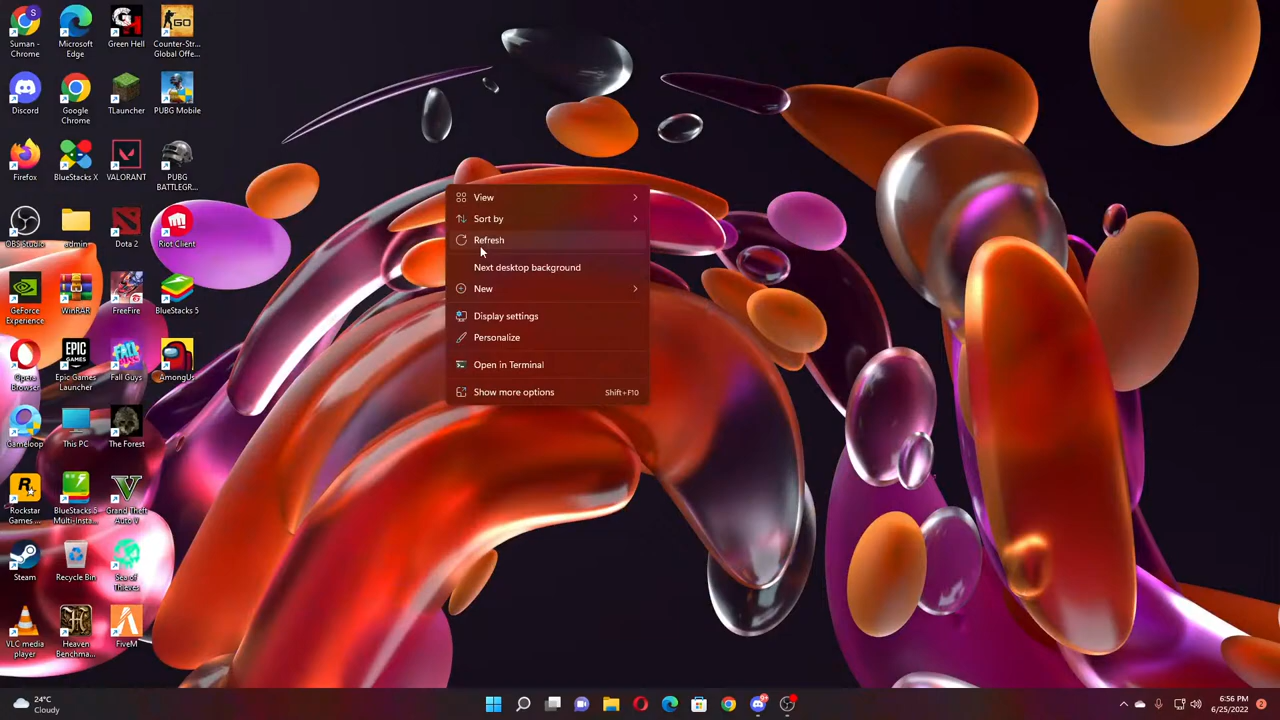 Suman -
Chrome
Microsoft
Edge
Green Hell
Counter-Str...
Global Offe...
Discord
Google
Chrome
TLauncher
PUBG Mobile
Firefox
BlueStacks X
VALORANT
PUBG
BATTLEGR...
OBS Studio
admin
Dota 2
Riot Client
GeForce
Experience
WinRAR
FreeFire
BlueStacks 5
Opera
Browser
Epic Games
Launcher
Fall Guys
AmongUs
Gameloop
This PC
The Forest
Rockstar
Games ...
BlueStacks 5
Multi-Insta...
Grand Theft
Auto V
Steam
Recycle Bin
Sea of
Thieves
VLC media
player
Heaven
Benchma...
FiveM
View
Sort by
Refresh
Next desktop background
New
Display settings
Personalize
Open in Terminal
Show more options Shift+F10
24°C
Cloudy
6:56 PM
6/25/2022
2